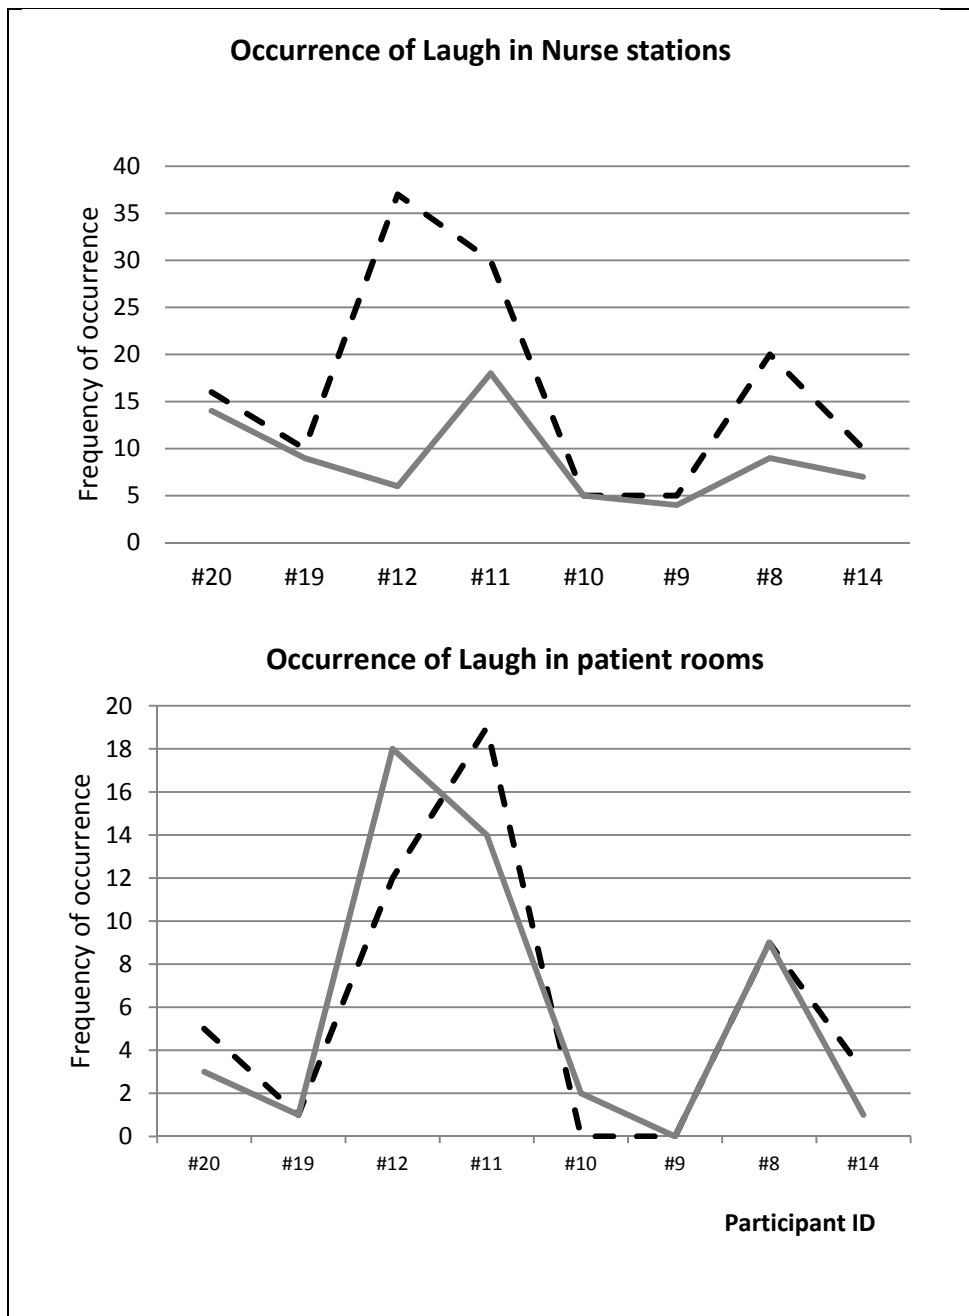 Occurrence of Laugh in Nurse stations
Frequency of occurrence
40
35
30
25
20
15
10
5
0
#20 #19 #12 #11 #10 #9 #8 #14
Occurrence of Laugh in patient rooms
Frequency of occurrence
20
18
16
14
12
10
8
6
4
2
0
#20 #19 #12 #11 #10 #9 #8 #14
Participant ID